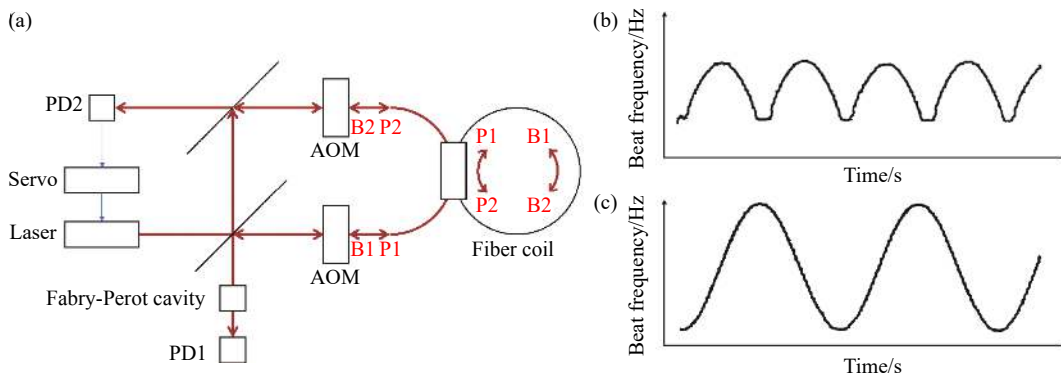 (a)
PD2
Servo
Laser
Fabry-Perot cavity
PD1
AOM
B2 P2
AOM
B1 P1
P1
B1
P2
B2
Fiber coil
(b)
Beat frequency/Hz
Time/s
(c)
Beat frequency/Hz
Time/s